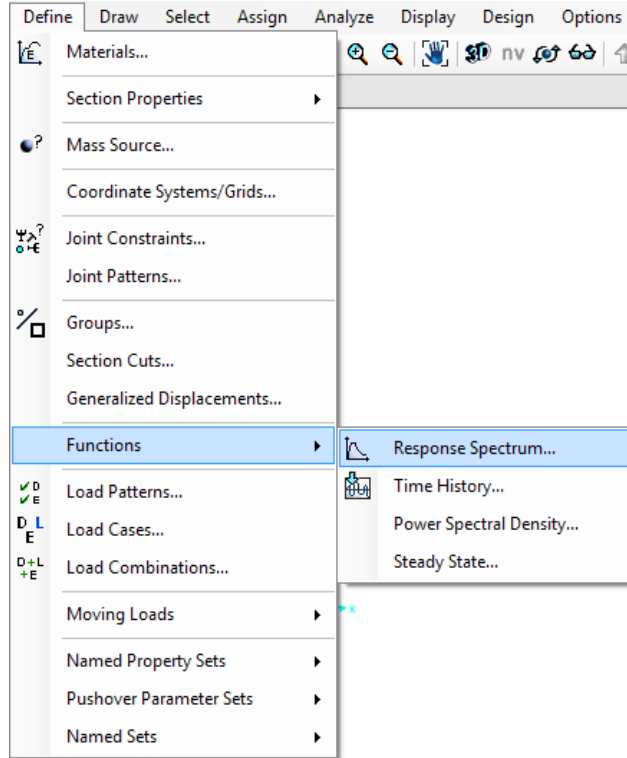 Define Draw Select Assign Analyze Display Design Options
Materials...
3D nv
Section Properties
Mass Source...
Coordinate Systems/Grids...
Joint Constraints...
Joint Patterns...
Groups...
Section Cuts...
Generalized Displacements...
Functions
Response Spectrum...
Time History...
Power Spectral Density...
Steady State...
Load Patterns...
Load Cases...
Load Combinations...
Moving Loads
Named Property Sets
Pushover Parameter Sets
Named Sets